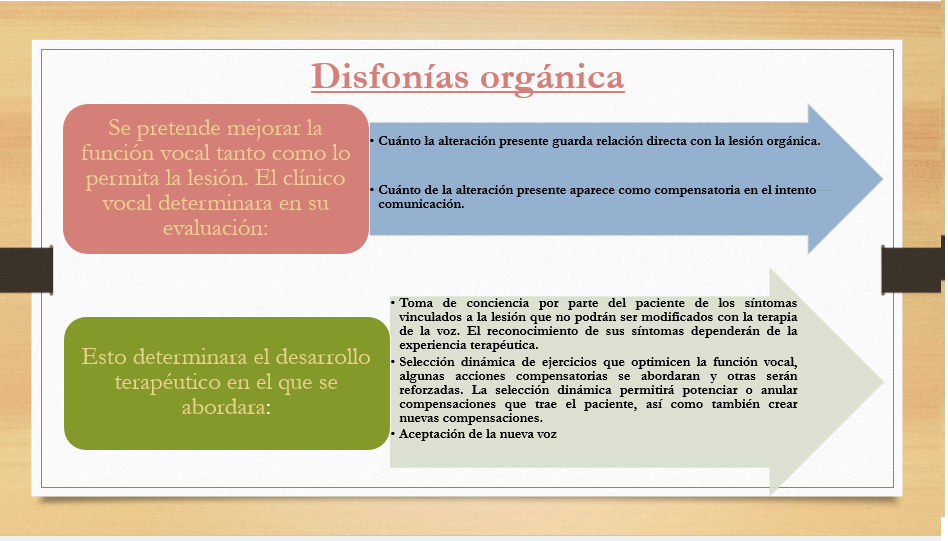 Disfonías orgánica
Se pretende mejorar la
función vocal tanto como lo
permita la lesión. El clínico
vocal determinara en su
evaluación:
• Cuánto la alteración presente guarda relación directa con la lesión orgánica.
• Cuánto de la alteración presente aparece como compensatoria en el intento
comunicación.
Esto determinara el desarrollo
terapéutico en el que se
abordara:
• Toma de conciencia por parte del paciente de los síntomas
vinculados a la lesión que no podrán ser modificados con la terapia
de la voz. El reconocimiento de sus síntomas dependerán de la
experiencia terapéutica.
• Selección dinámica de ejercicios que optimicen la función vocal,
algunas acciones compensatorias se abordaran y otras serán
reforzadas. La selección dinámica permitirá potenciar o anular
compensaciones que trae el paciente, así como también crear
nuevas compensaciones.
• Aceptación de la nueva voz